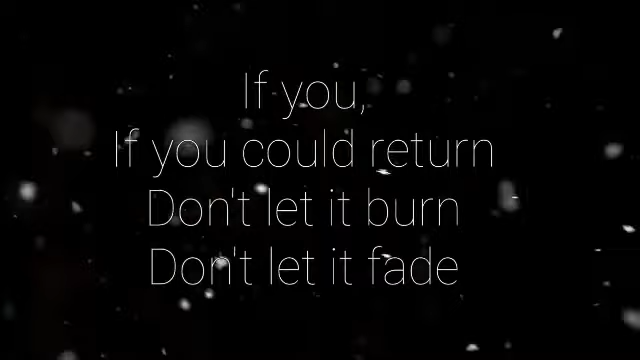 If you,
If you could return
Don't let it burn
Don't let it fade